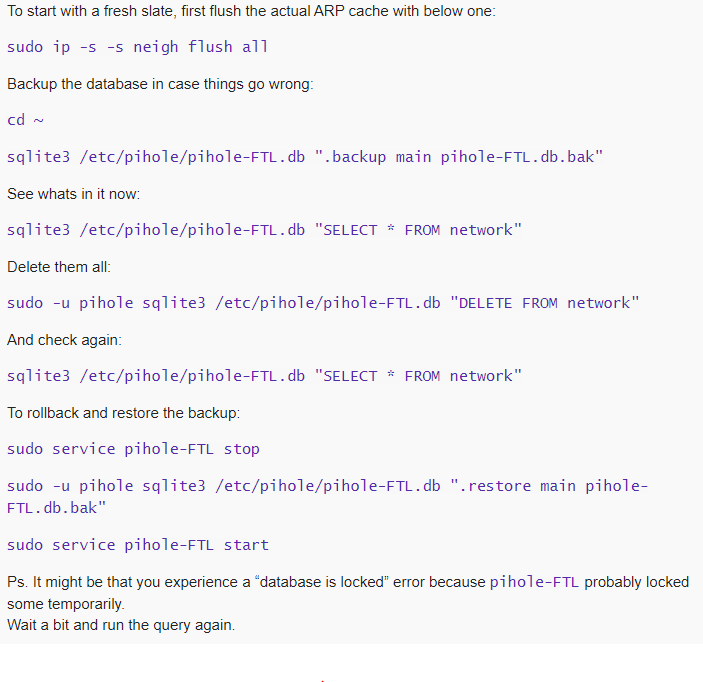 To start with a fresh slate, first flush the actual ARP cache with below one:
sudo ip -s -s neigh flush all
Backup the database in case things go wrong:
cd ~
sqlite3 /etc/pihole/pihole-FTL.db ".backup main pihole-FTL.db.bak"
See whats in it now:
sqlite3 /etc/pihole/pihole-FTL.db "SELECT * FROM network"
Delete them all:
sudo -u pihole sqlite3 /etc/pihole/pihole-FTL.db "DELETE FROM network"
And check again:
sqlite3 /etc/pihole/pihole-FTL.db "SELECT * FROM network"
To rollback and restore the backup:
sudo service pihole-FTL stop
sudo -u pihole sqlite3 /etc/pihole/pihole-FTL.db ".restore main pihole-
FTL.db.bak"
sudo service pihole-FTL start
Ps. It might be that you experience a “database is locked” error because pihole-FTL probably locked
some temporarily.
Wait a bit and run the query again.